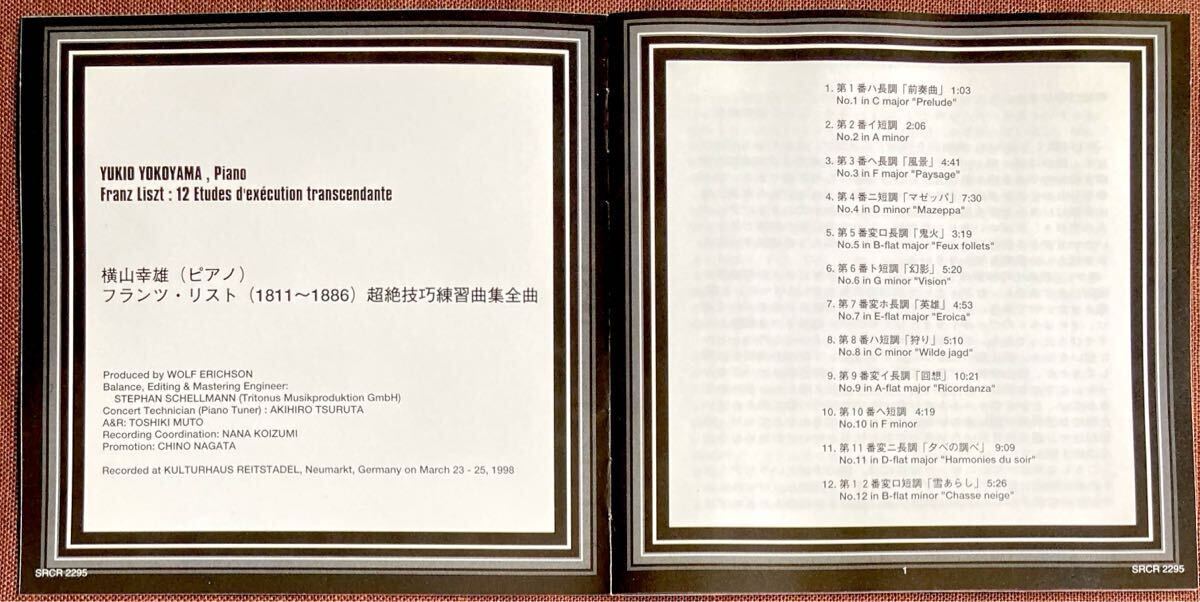 YUKIO YOKOYAMA , Piano
Franz Liszt : 12 Etudes d'exécution transcendante
横山幸雄（ピアノ）
フランツ・リスト（1811〜1886）超絶技巧練習曲集全曲
Produced by WOLF ERICHSON
Balance, Editing & Mastering Engineer:
STEPHAN SCHELLMANN (Tritonus Musikproduktion GmbH)
Concert Technician (Piano Tuner) : AKIHIRO TSURUTA
A&R: TOSHIKI MUTO
Recording Coordination: NANA KOIZUMI
Promotion: CHINO NAGATA
Recorded at KULTURHAUS REITSTADEL, Neumarkt, Germany on March 23 - 25, 1998
SRCR 2295
1. 第1番ハ長調「前奏曲」 1:03
No.1 in C major "Prelude"
2. 第2番イ短調 2:06
No.2 in A minor
3. 第3番ヘ長調「風景」 4:41
No.3 in F major "Paysage"
4. 第4番ニ短調「マゼッパ」 7:30
No.4 in D minor "Mazeppa"
5. 第5番変ロ長調「鬼火」 3:19
No.5 in B-flat major "Feux follets"
6. 第6番ト短調「幻影」 5:20
No.6 in G minor "Vision"
7. 第7番変ホ長調「英雄」 4:53
No.7 in E-flat major "Eroica"
8. 第8番ハ短調「狩り」 5:10
No.8 in C minor "Wilde jagd"
9. 第9番変イ長調「回想」 10:21
No.9 in A-flat major "Ricordanza"
10. 第10番ヘ短調 4:19
No.10 in F minor
11. 第11番変ニ長調「夕べの調べ」 9:09
No.11 in D-flat major "Harmonies du soir"
12. 第12番変ロ短調「雪あらし」 5:26
No.12 in B-flat minor "Chasse neige"
1
SRCR 2295